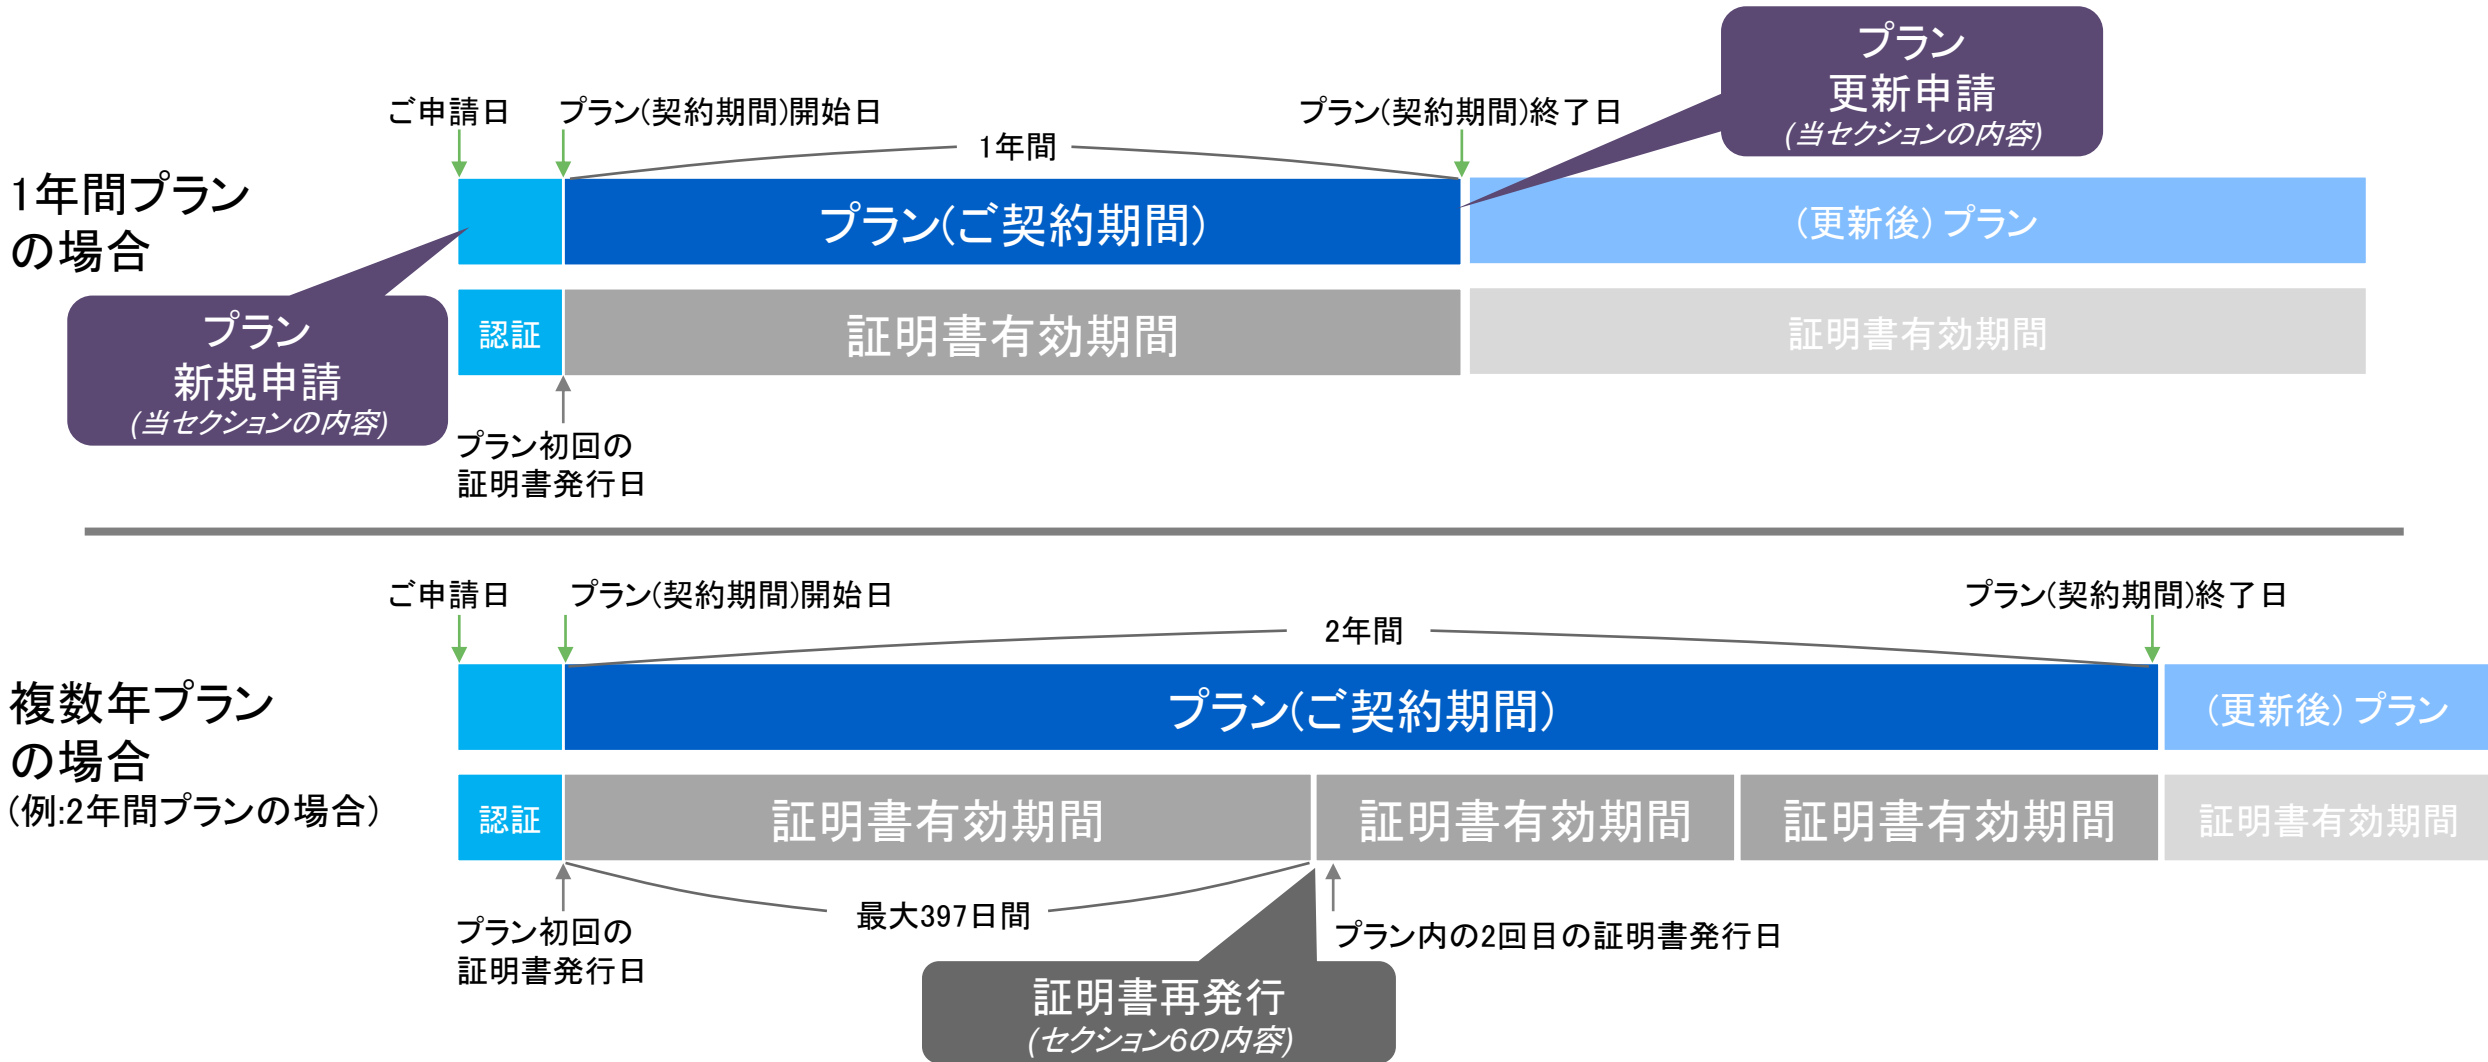 プラン
更新申請
(当セクションの内容)
ご申請日
プラン(契約期間)開始日
プラン(契約期間)終了日
1年間
1年間プラン
の場合
プラン(ご契約期間)
(更新後)プラン
認証
証明書有効期間
証明書有効期間
プラン
新規申請
(当セクションの内容)
プラン初回の
証明書発行日
ご申請日
プラン(契約期間)開始日
プラン(契約期間)終了日
2年間
複数年プラン
の場合
(例:2年間プランの場合)
プラン(ご契約期間)
(更新後)プラン
認証
証明書有効期間
証明書有効期間
証明書有効期間
証明書有効期間
最大397日間
プラン初回の
証明書発行日
プラン内の2回目の証明書発行日
証明書再発行
(セクション6の内容)